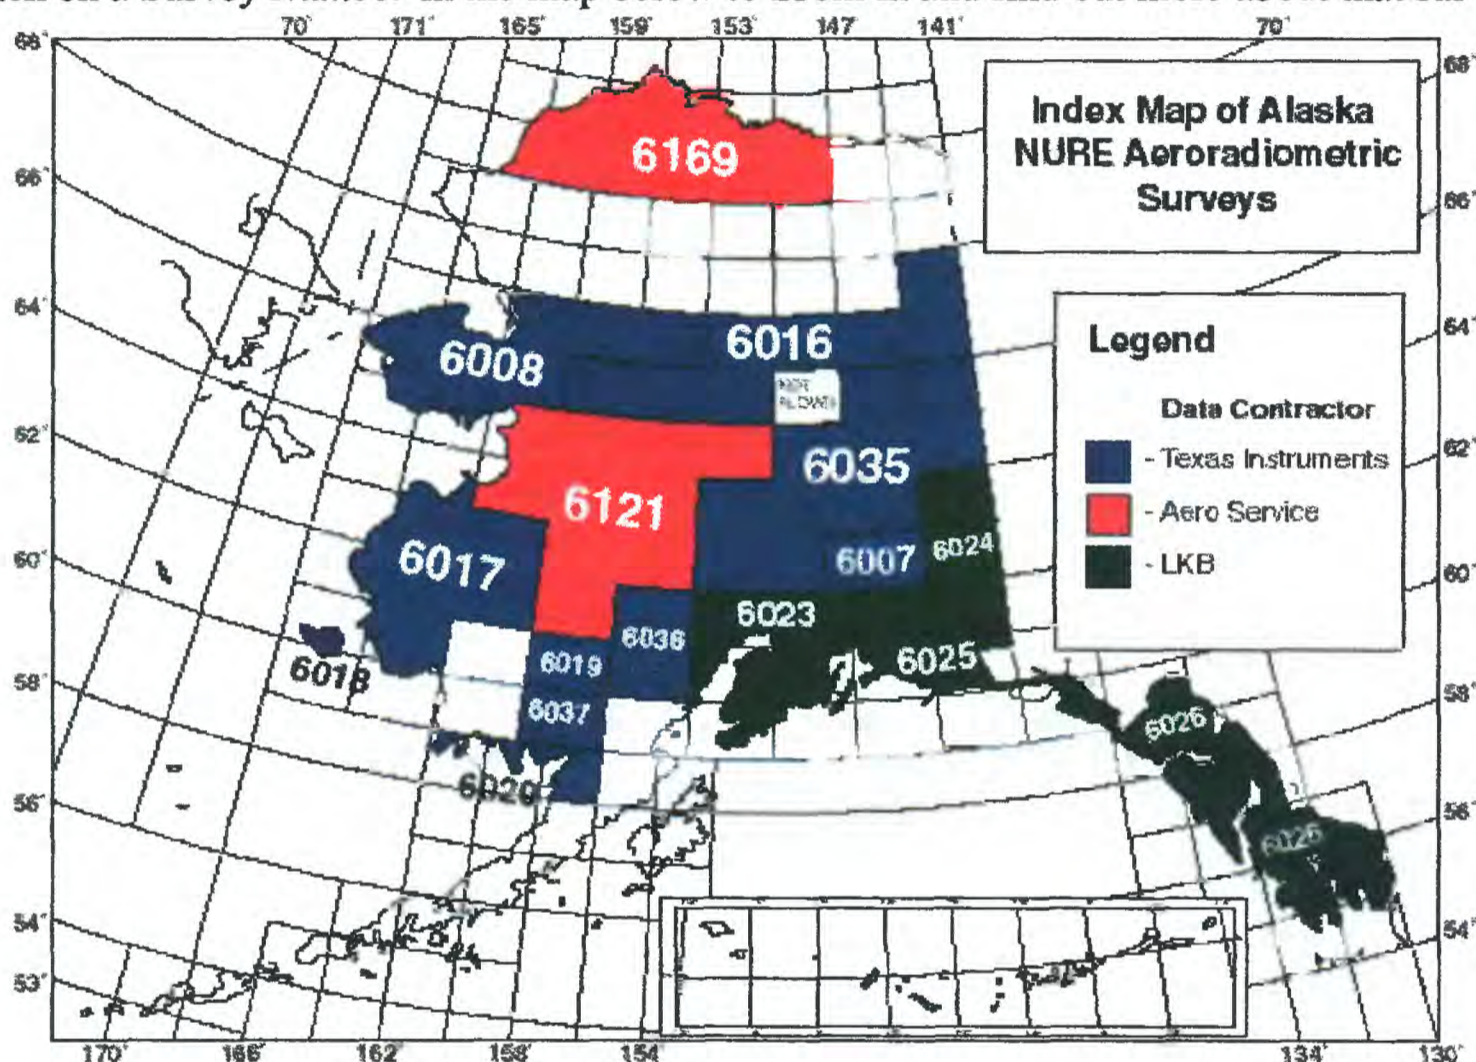 70° 171° 165° 159° 153° 147° 141° 70°
68° 68°
Index Map of Alaska
NURE Aeroradiometric
Surveys
6169
66° 66°
64° 64°
6008 6016
Legend
NOT
FLOWN
Data Contractor
62° 62°
6035 - Texas Instruments
6121 - Aero Service
6017 6007 6024 - LKB
60° 60°
6023
6036
6019 6025
6018
58° 58°
6037 6026
6020
56° 56°
54° 54°
53°
170° 166° 162° 158° 154° 134° 130°